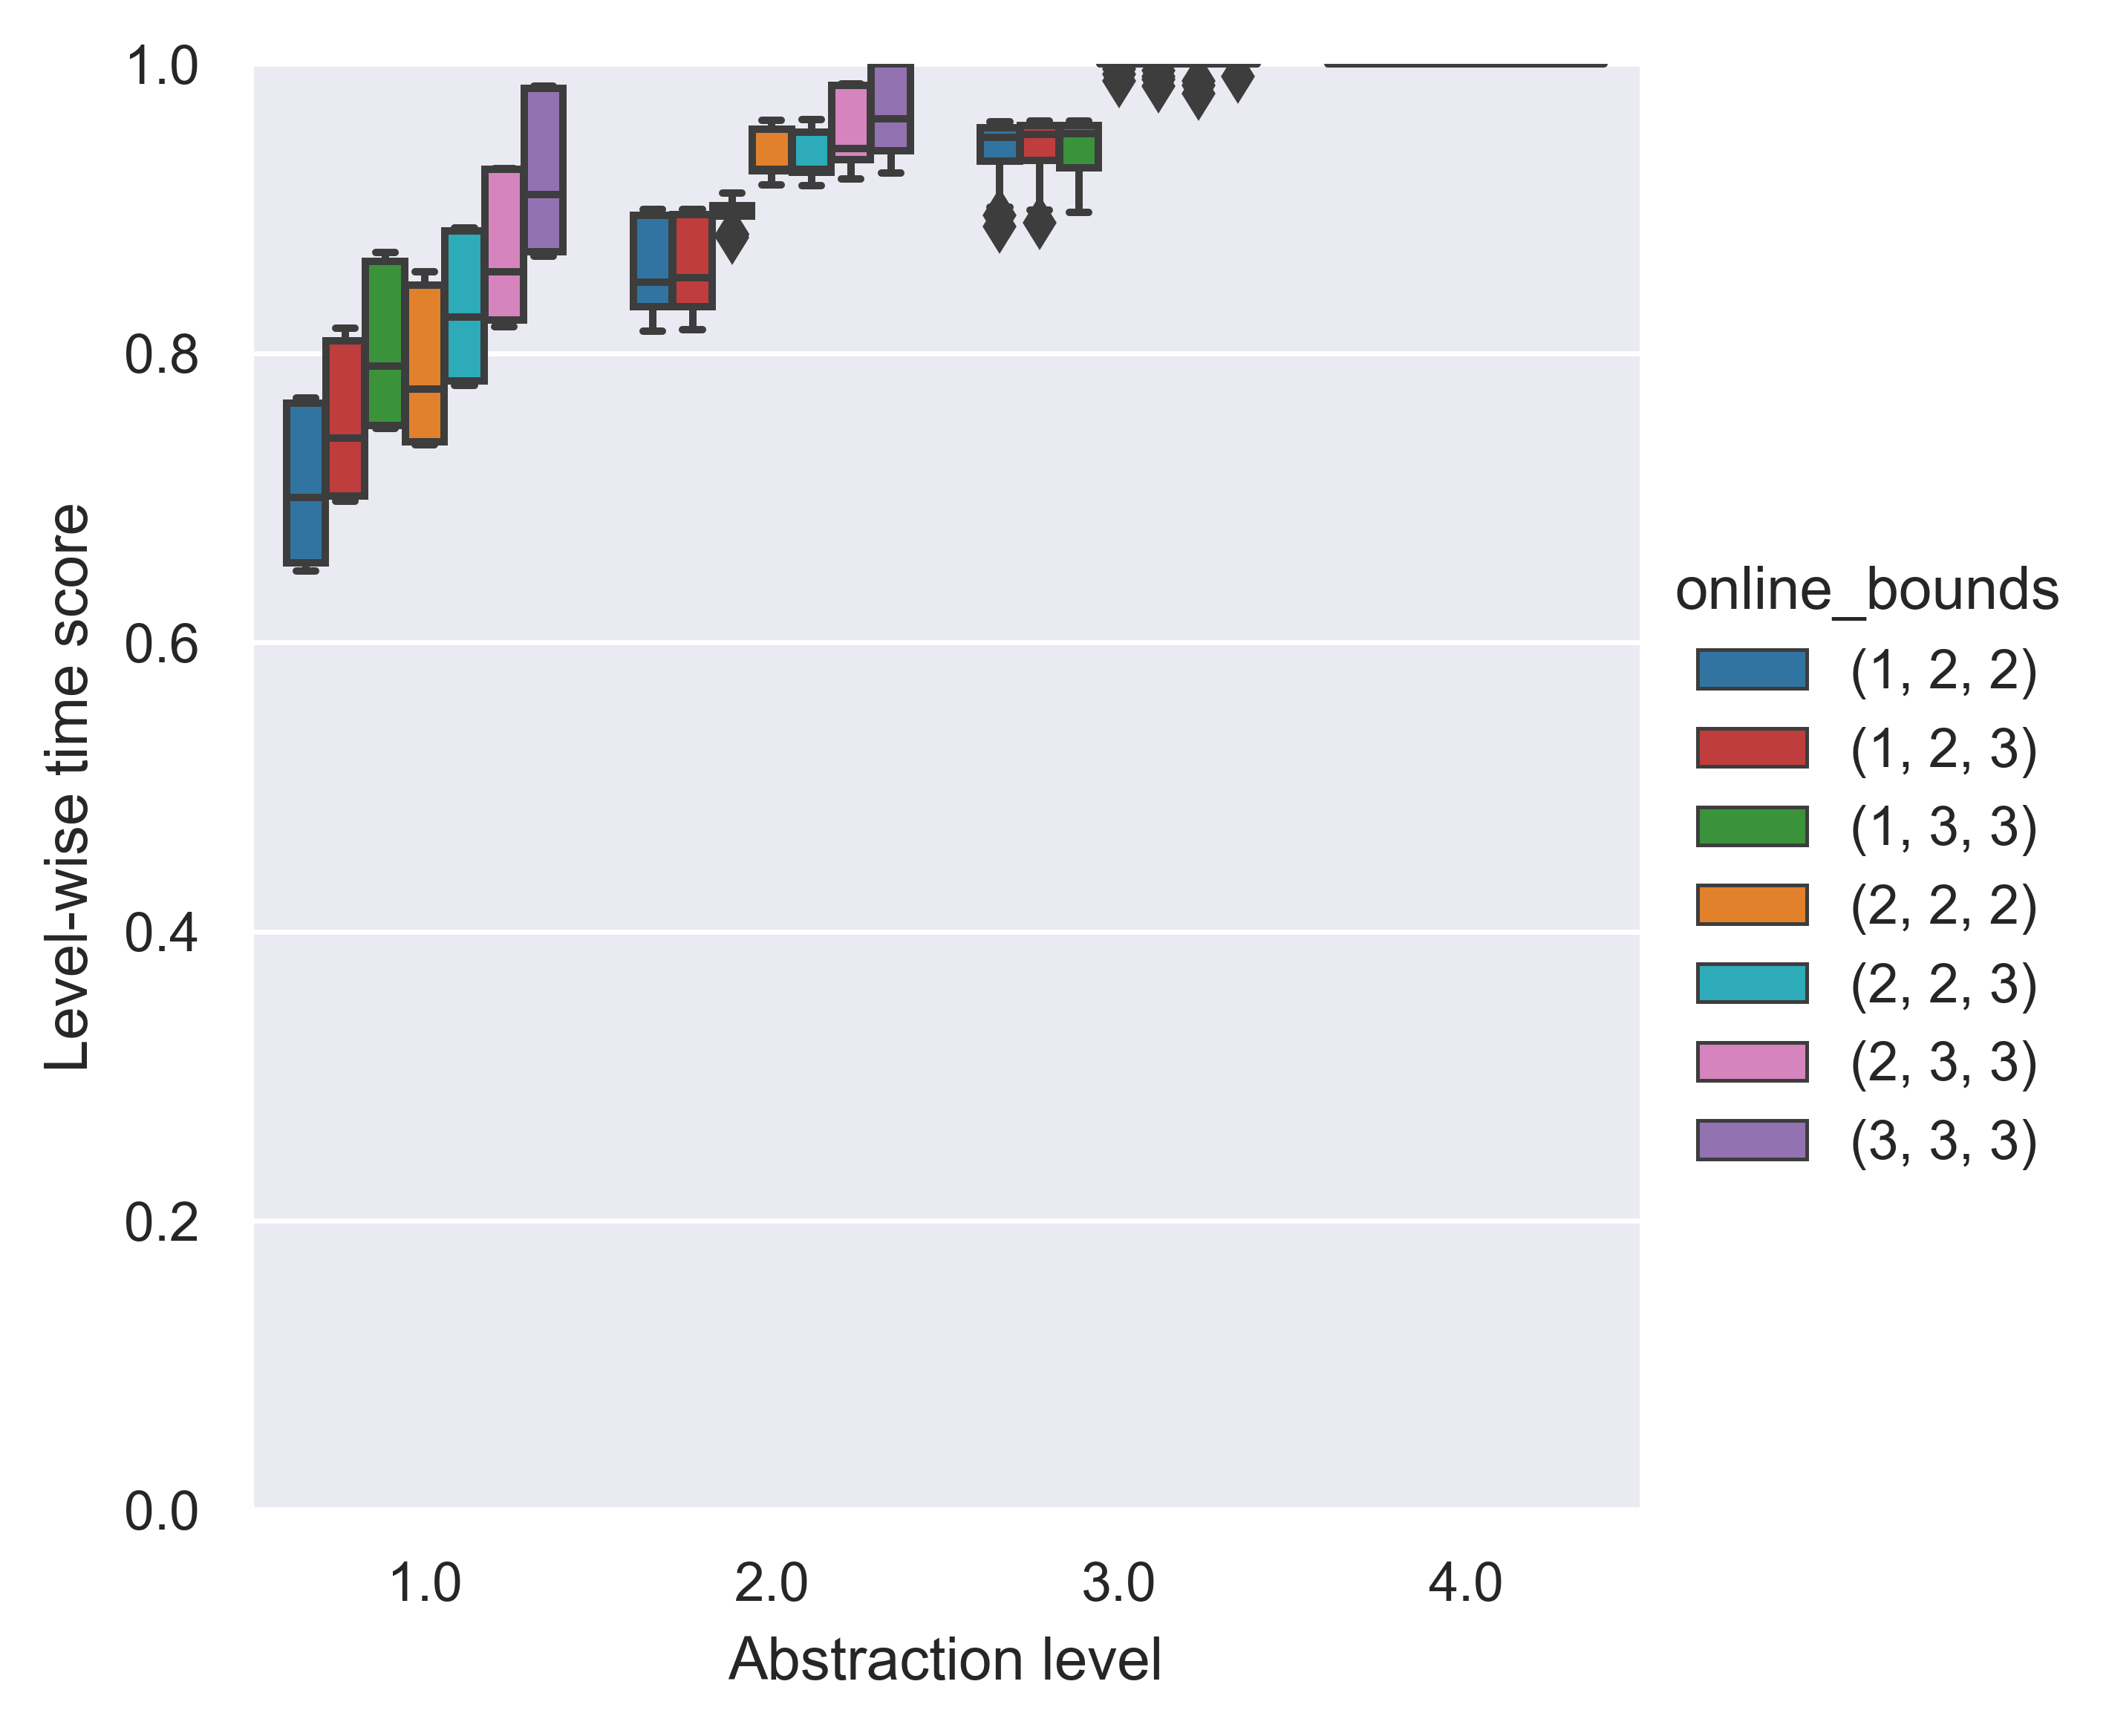 1.0
0.8
0.6
0.4
0.2
0.0
Level-wise time score
1.0 2.0 3.0 4.0
Abstraction level
online_bounds
(1, 2, 2)
(1, 2, 3)
(1, 3, 3)
(2, 2, 2)
(2, 2, 3)
(2, 3, 3)
(3, 3, 3)